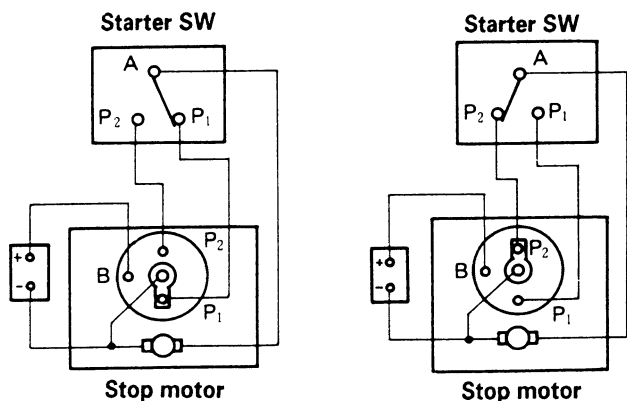 Starter SW
A
P2
P1
P2
B
P1
+
-
Stop motor
Starter SW
A
P2
P1
P2
B
P1
+
-
Stop motor